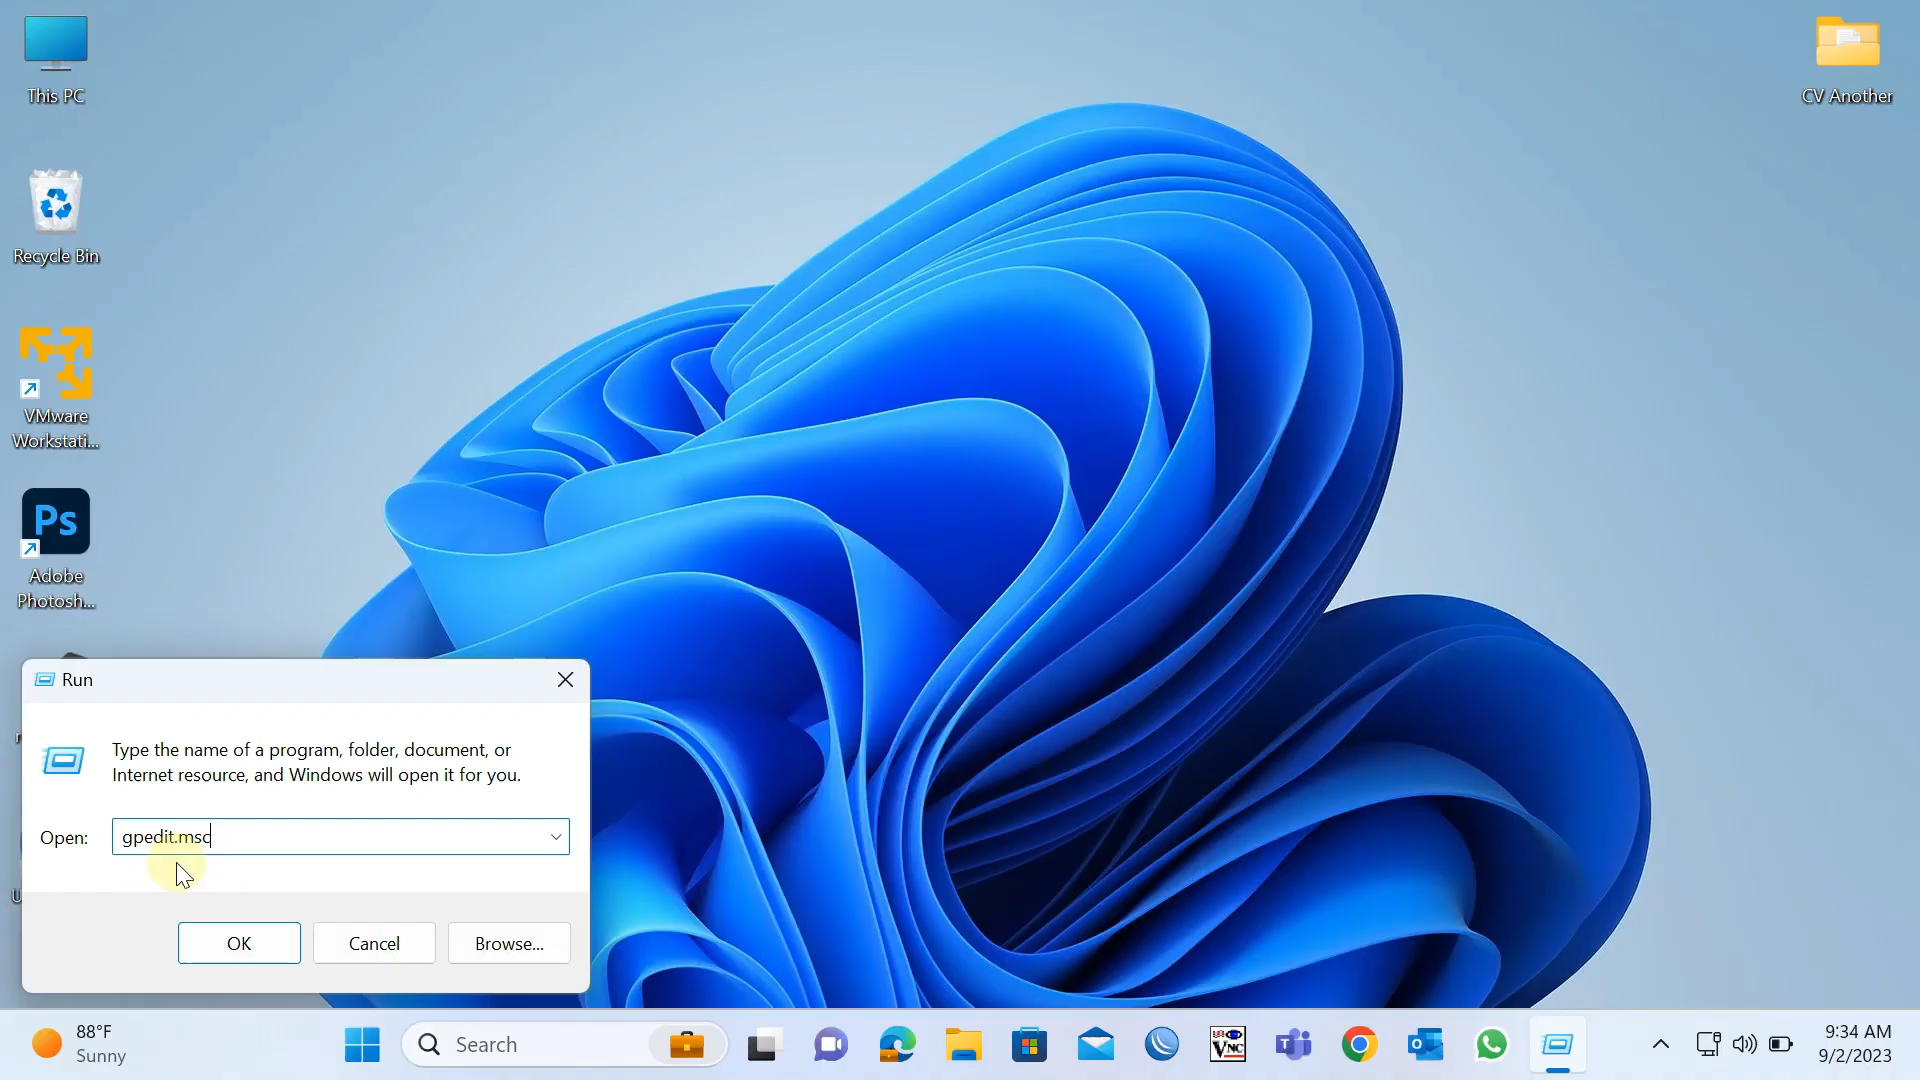 This PC
CV Another
Recycle Bin
VMware
Workstati...
Ps
Adobe
Photosh...
Run
Type the name of a program, folder, document, or
Internet resource, and Windows will open it for you.
Open:
gpedit.msc
OK
Cancel
Browse...
88°F
Sunny
Search
VNC
9:34 AM
9/2/2023